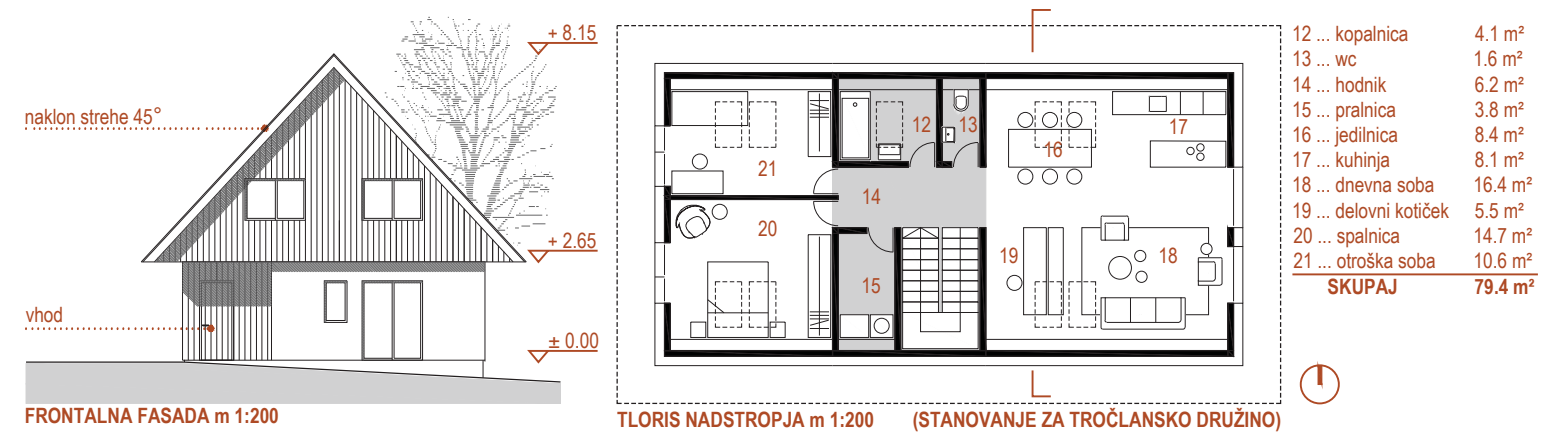 + 8.15
naklon strehe 45°
+ 2.65
vhod
± 0.00
FRONTALNA FASADA m 1:200
12
13
14
15
16
17
18
19
20
21
TLORIS NADSTROPJA m 1:200 (STANOVANJE ZA TROČLANSKO DRUŽINO)
12 ... kopalnica 4.1 m²
13 ... wc 1.6 m²
14 ... hodnik 6.2 m²
15 ... pralnica 3.8 m²
16 ... jedilnica 8.4 m²
17 ... kuhinja 8.1 m²
18 ... dnevna soba 16.4 m²
19 ... delovni kotiček 5.5 m²
20 ... spalnica 14.7 m²
21 ... otroška soba 10.6 m²
SKUPAJ 79.4 m²